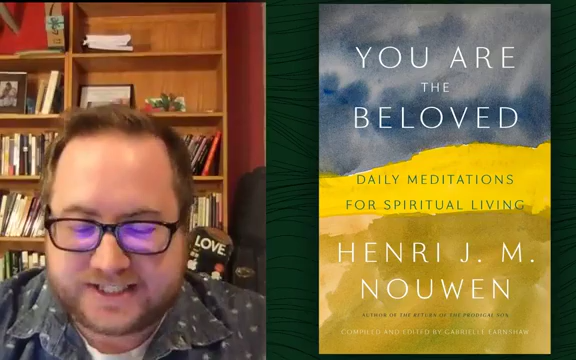 LOVE
YOU ARE
THE
BELOVED
DAILY MEDITATIONS
FOR SPIRITUAL LIVING
HENRI J. M.
NOUWEN
AUTHOR OF THE RETURN OF THE PRODIGAL SON
COMPILED AND EDITED BY GABRIELLE EARNSHAW